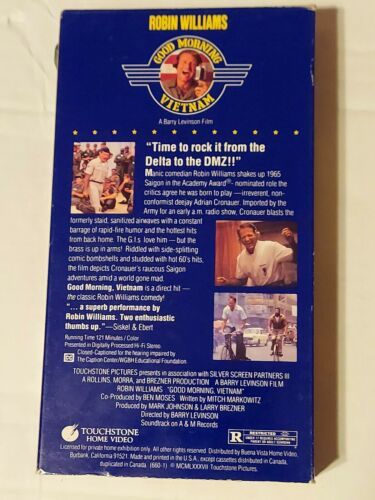 ROBIN WILLIAMS
GOOD MORNING
VIETNAM
A Barry Levinson Film
"Time to rock it from the
Delta to the DMZ!!"
Manic comedian Robin Williams shakes up 1965
Saigon in the Academy Award®- nominated role the
critics agree he was born to play —irreverent, non-
conformist deejay Adrian Cronauer. Imported by the
Army for an early a.m. radio show, Cronauer blasts the
formerly staid, sanitized airwaves with a constant
barrage of rapid-fire humor and the hottest hits
from back home. The G.I.s love him — but the
brass is up in arms! Riddled with side-splitting
comic bombshells and studded with hot 60's hits,
the film depicts Cronauer's raucous Saigon
adventures amid a world gone mad.
Good Morning, Vietnam is a direct hit —
the classic Robin Williams comedy!
". . . a superb performance by
Robin Williams. Two enthusiastic
thumbs up." —Siskel & Ebert
Running Time 121 Minutes / Color
Presented in Digitally Processed Hi-Fi Stereo
Closed-Captioned for the hearing impaired by
The Caption Center/WGBH Educational Foundation.
TOUCHSTONE PICTURES presents in association with SILVER SCREEN PARTNERS III
A ROLLINS, MORRA, and BREZNER PRODUCTION A BARRY LEVINSON FILM
ROBIN WILLIAMS "GOOD MORNING, VIETNAM"
Co-Produced by BEN MOSES Written by MITCH MARKOWITZ
Produced by MARK JOHNSON & LARRY BREZNER
Directed by BARRY LEVINSON
Soundtrack on A & M Records
TOUCHSTONE
HOME VIDEO
R RESTRICTED
UNDER 17 REQUIRES ACCOMPANYING
PARENT OR ADULT GUARDIAN
Licensed for private home exhibition only. All other rights reserved. Distributed by Buena Vista Home Video,
Burbank, California 91521. Made and printed in the U.S.A. except cassettes distributed in Canada,
duplicated in Canada. (660-1) © MCMLXXXVII Touchstone Pictures.